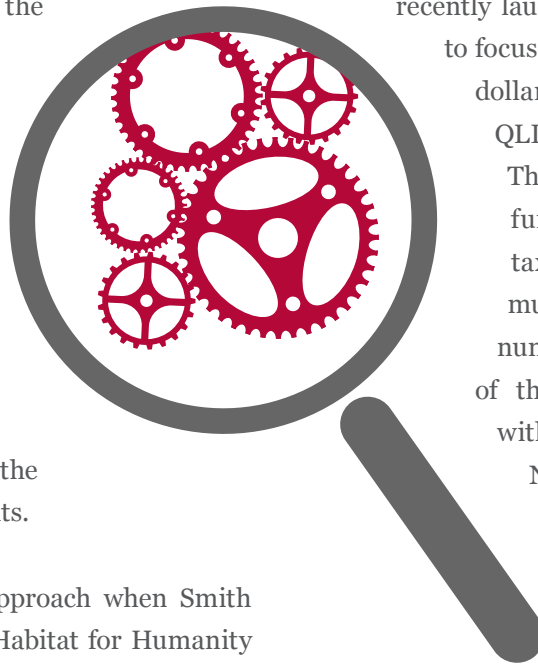 the
the
ts.
pproach when Smith
Habitat for Humanity
recently lau
to focus
dollar
QLI
Th
fu
tax
mu
num
of th
with
N